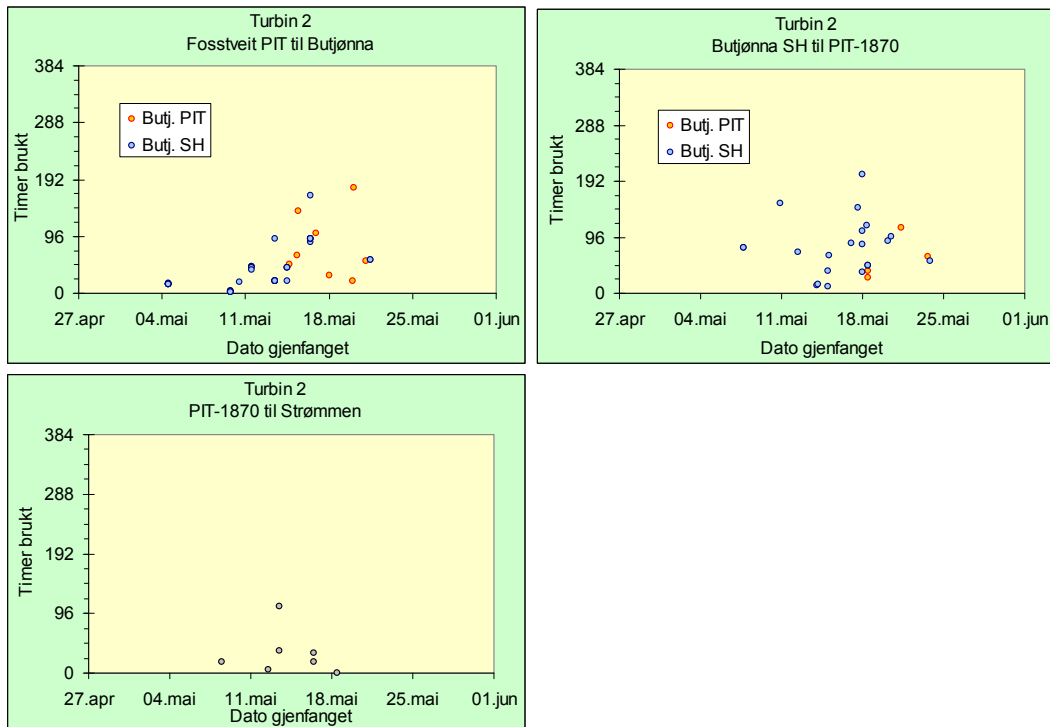 Turbin 2
Fosstveit PIT til Butjønna
384
288
192
96
0
Timer brukt
Butj. PIT
Butj. SH
27.apr 04.mai 11.mai 18.mai 25.mai 01.jun
Dato gjenfanget
Turbin 2
Butjønna SH til PIT-1870
384
288
192
96
0
Timer brukt
Butj. PIT
Butj. SH
27.apr 04.mai 11.mai 18.mai 25.mai 01.jun
Dato gjenfanget
Turbin 2
PIT-1870 til Strømmen
384
288
192
96
0
Timer brukt
27.apr 04.mai 11.mai 18.mai 25.mai 01.jun
Dato gjenfanget